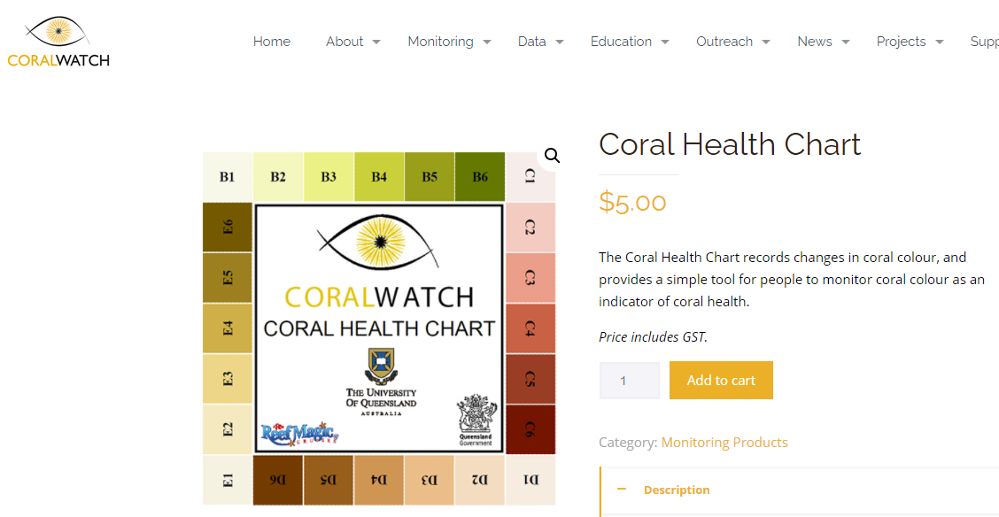 CORALWATCH
Home About Monitoring Data Education Outreach News Projects Supp
Coral Health Chart
$5.00
The Coral Health Chart records changes in coral colour, and
provides a simple tool for people to monitor coral colour as an
indicator of coral health.
Price includes GST.
1
Add to cart
Category: Monitoring Products
− Description
B1 B2 B3 B4 B5 B6 C1
C2
C3
C4
C5
C6
D1
D2
D3
D4
D5
D6
E1
E2
E3
E4
E5
E6
CORALWATCH
CORAL HEALTH CHART
THE UNIVERSITY
OF QUEENSLAND
AUSTRALIA
Reef Magic
CRUISES
Queensland
Government